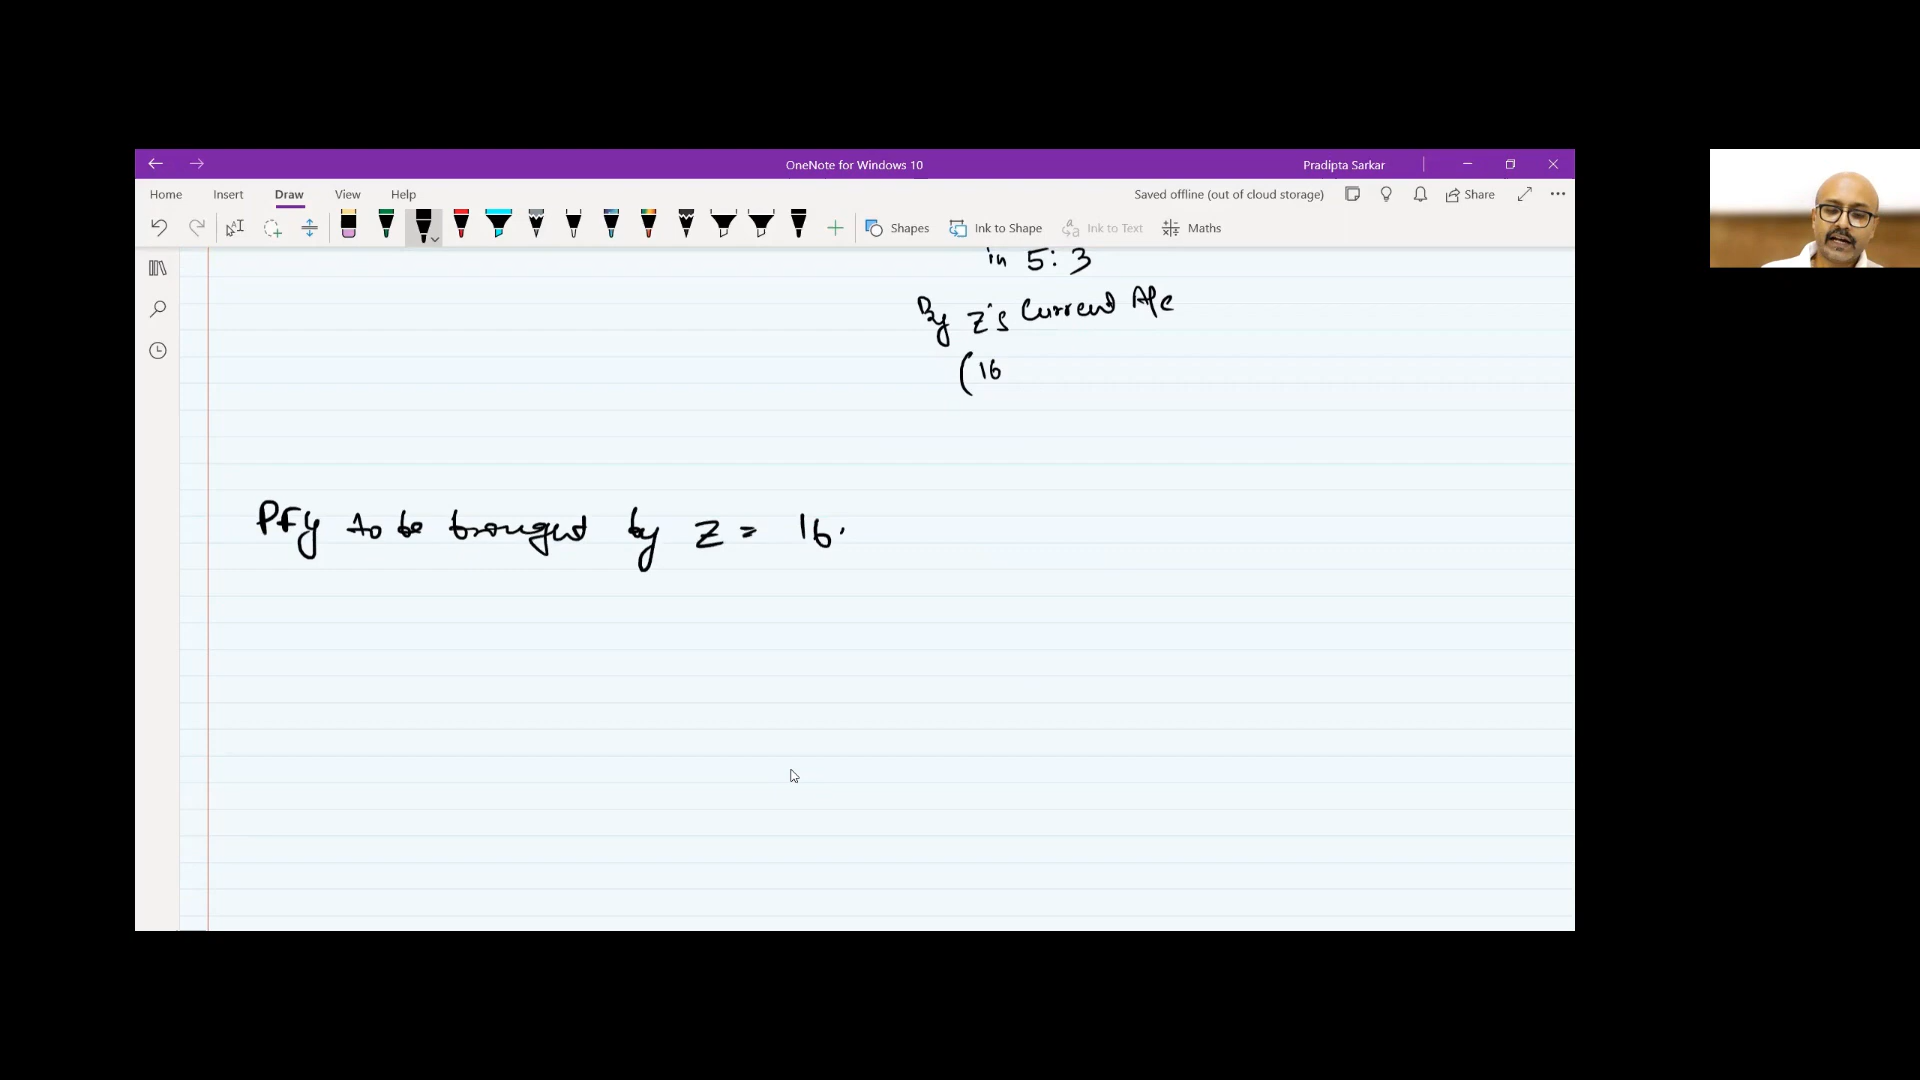 OneNote for Windows 10
Pradipta Sarkar
Home Insert Draw View Help
Saved offline (out of cloud storage) Share
Shapes Ink to Shape Ink to Text Maths
in 5:3
By Z's Current A/c
(16
PFY to be brought by Z = 16.